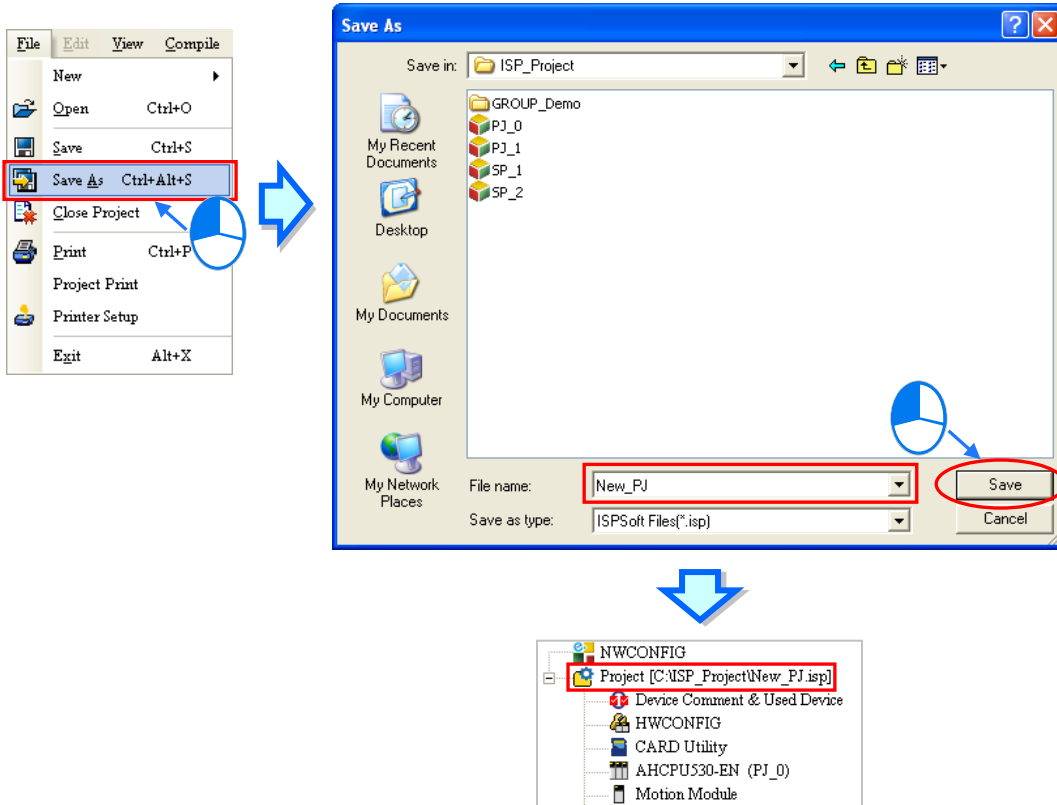 File Edit View Compile
New
Open Ctrl+O
Save Ctrl+S
Save As Ctrl+Alt+S
Close Project
Print Ctrl+P
Project Print
Printer Setup
Exit Alt+X
Save As
Save in: ISP_Project
My Recent Documents
Desktop
My Documents
My Computer
My Network Places
GROUP_Demo
PJ_0
PJ_1
SP_1
SP_2
File name: New_PJ Save
Save as type: ISPSoft Files(*.isp) Cancel
NWCONFIG
Project [C:\ISP_Project\New_PJ.isp]
Device Comment & Used Device
HWCONFIG
CARD Utility
AHCPU530-EN (PJ_0)
Motion Module